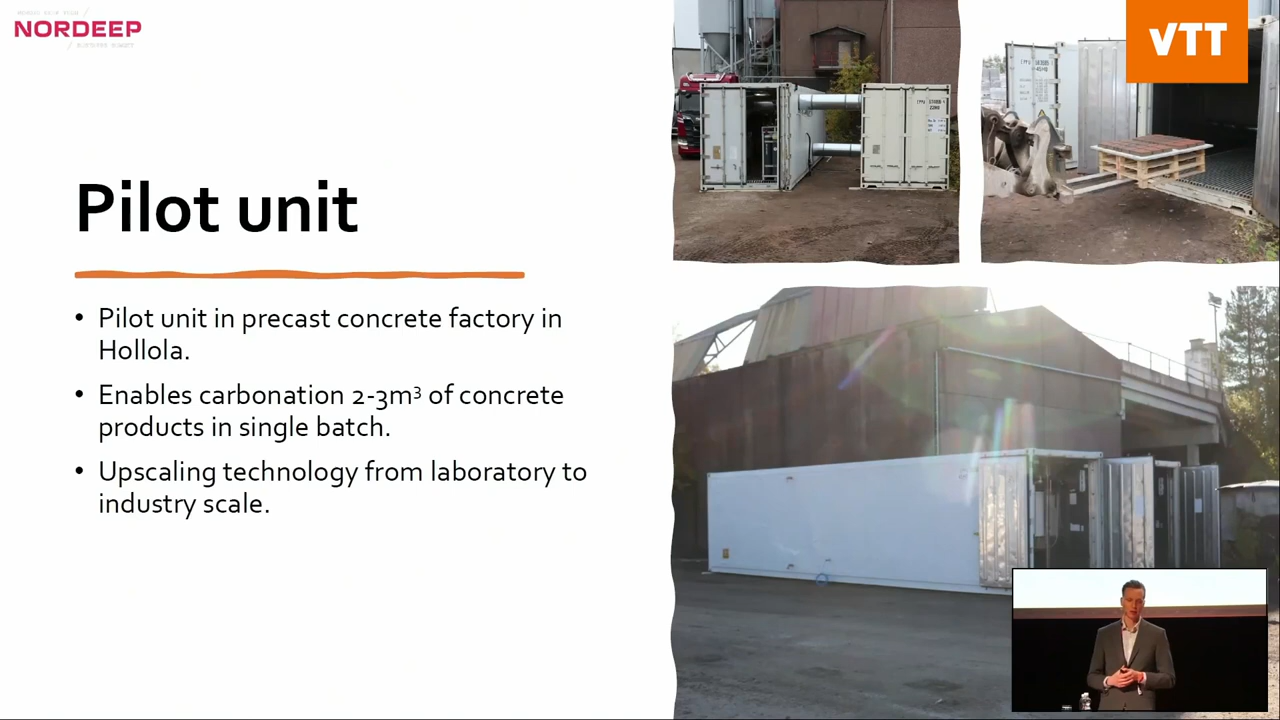 NORDEEP
VTT
Pilot unit
• Pilot unit in precast concrete factory in
Hollola.
• Enables carbonation 2-3m³ of concrete
products in single batch.
• Upscaling technology from laboratory to
industry scale.